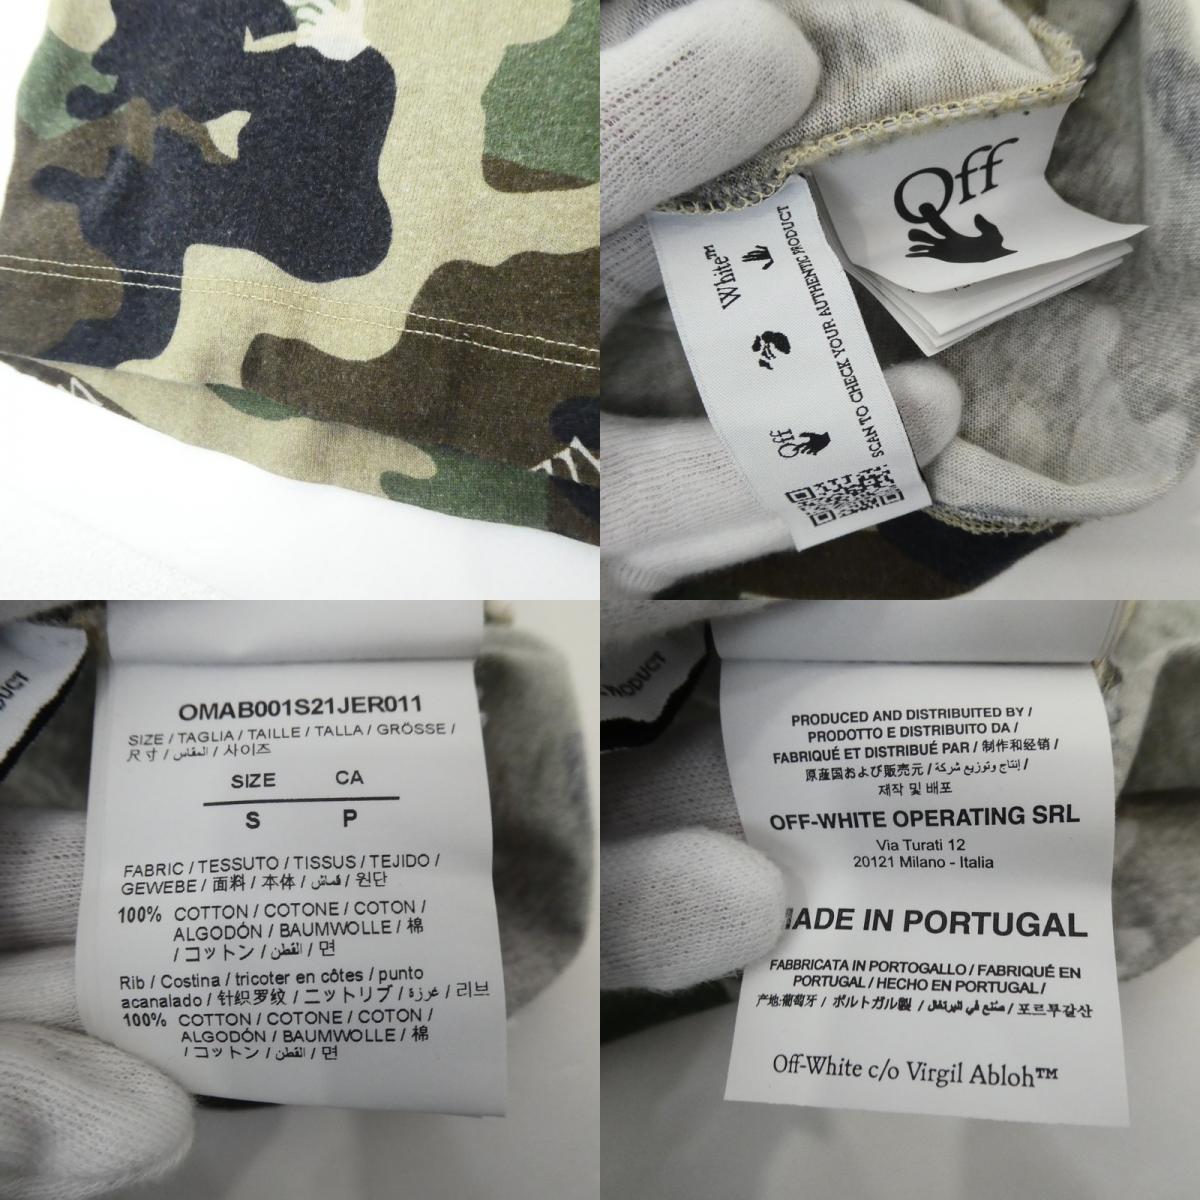 Off
White™
Off
SCAN TO CHECK YOUR AUTHENTIC PRODUCT
ODUCT
OMAB001S21JER011
SIZE / TAGLIA / TAILLE / TALLA / GRÖSSE /
尺寸 / المقاس / 사이즈
SIZE CA
S P
FABRIC / TESSUTO / TISSUS / TEJIDO /
GEWEBE / 面料 / 本体 / قماش / 원단
100% COTTON / COTONE / COTON /
ALGODÓN / BAUMWOLLE / 棉
/ コットン / القطن / 면
Rib / Costina / tricoter en côtes / punto
acanalado / 针织罗纹 / ニットリブ / غرزة / 리브
100% COTTON / COTONE / COTON /
ALGODÓN / BAUMWOLLE / 棉
/ コットン / القطن / 면
PRODUCT
PRODUCED AND DISTRIBUITED BY /
PRODOTTO E DISTRIBUITO DA /
FABRIQUÉ ET DISTRIBUÉ PAR / 制作和经销 /
原産国および販売元 / إنتاج وتوزيع شركة /
제작 및 배포
OFF-WHITE OPERATING SRL
Via Turati 12
20121 Milano - Italia
MADE IN PORTUGAL
FABBRICATA IN PORTOGALLO / FABRIQUÉ EN
PORTUGAL / HECHO EN PORTUGAL /
产地:葡萄牙 / ポルトガル製 / صنع في البرتغال / 포르투갈산
Off-White c/o Virgil Abloh™